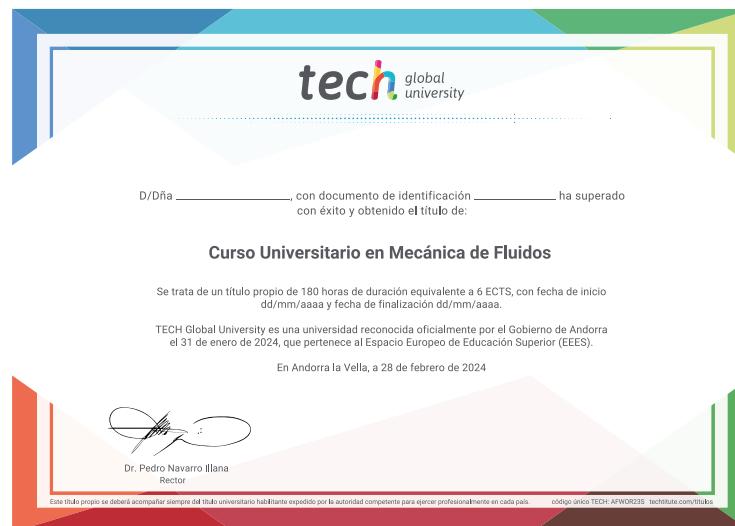 tech global university
D/Dña ____________________, con documento de identificación ______________ ha superado
con éxito y obtenido el título de:
Curso Universitario en Mecánica de Fluidos
Se trata de un título propio de 180 horas de duración equivalente a 6 ECTS, con fecha de inicio
dd/mm/aaaa y fecha de finalización dd/mm/aaaa.
TECH Global University es una universidad reconocida oficialmente por el Gobierno de Andorra
el 31 de enero de 2024, que pertenece al Espacio Europeo de Educación Superior (EEES).
En Andorra la Vella, a 28 de febrero de 2024
Dr. Pedro Navarro Illana
Rector
Este título propio se deberá acompañar siempre del título universitario habilitante expedido por la autoridad competente para ejercer profesionalmente en cada país. código único TECH: AFWOR23S techtitute.com/titulos